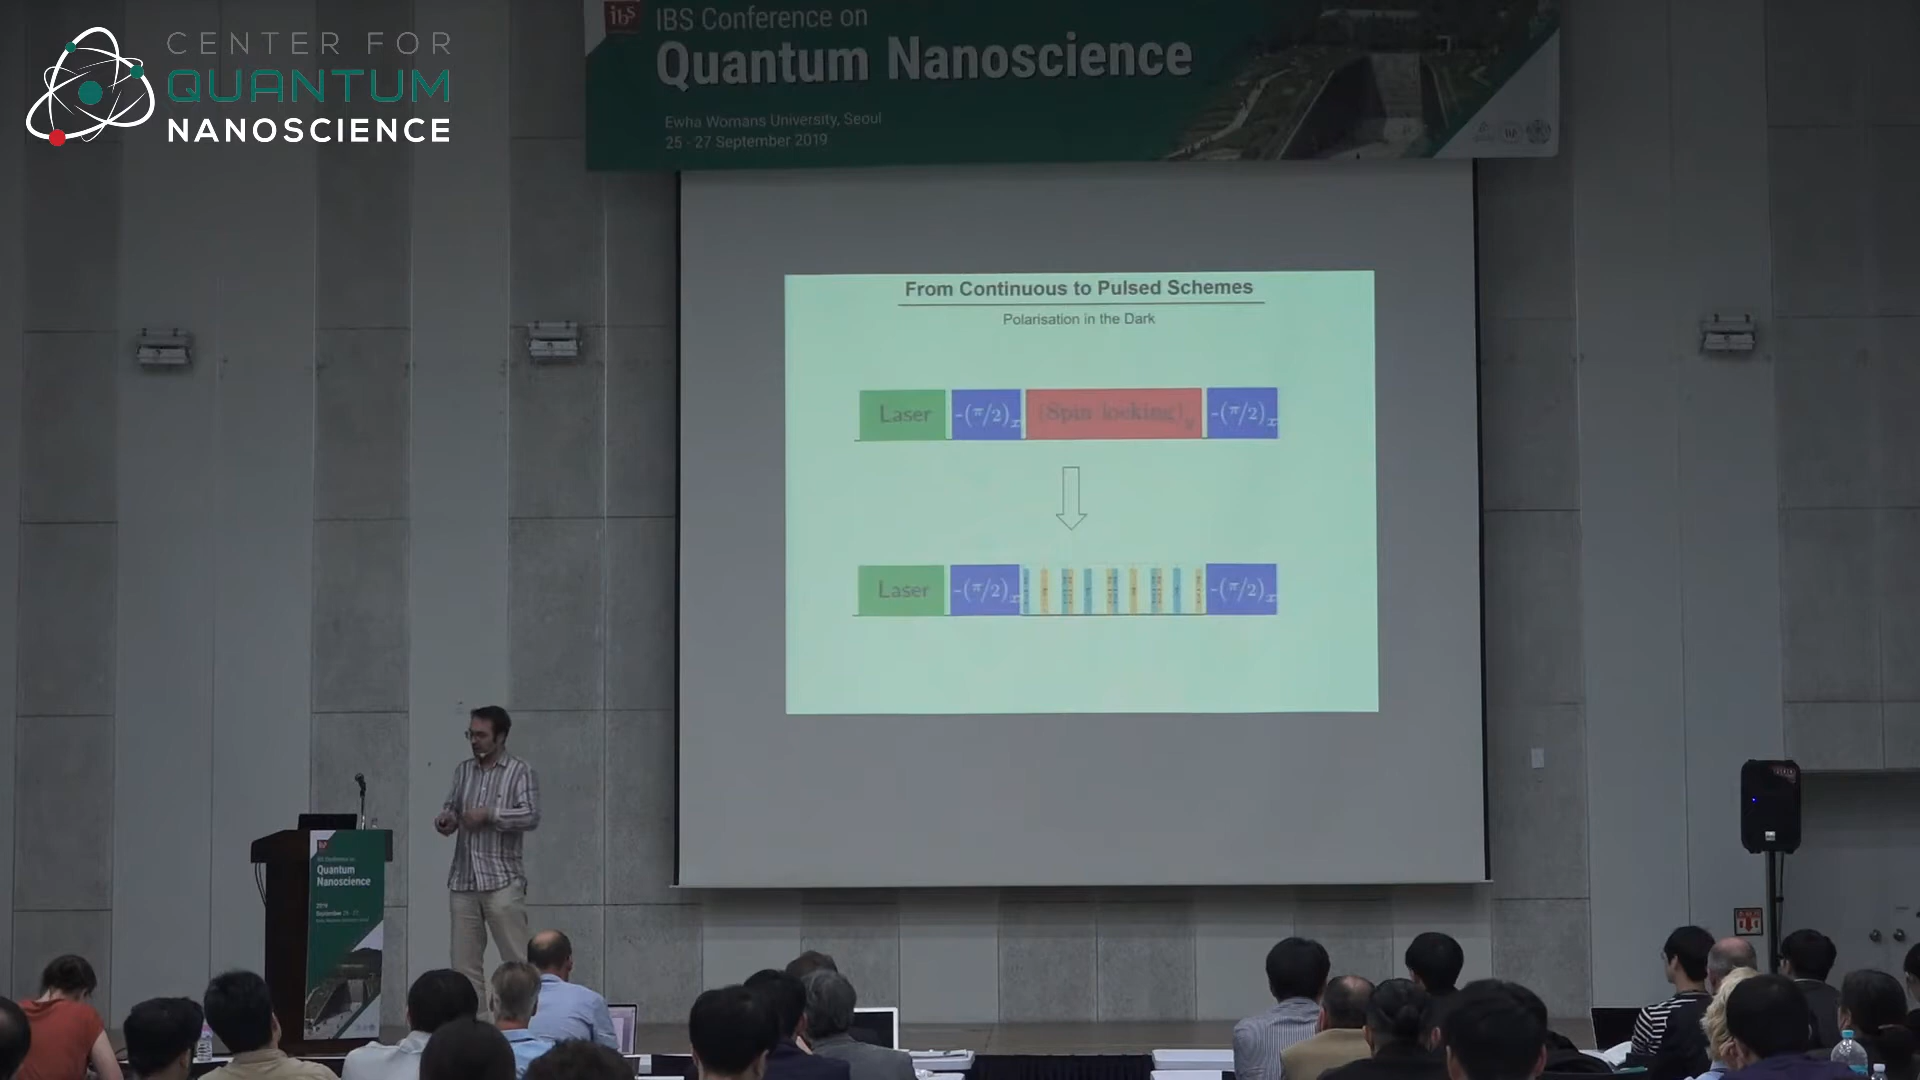 CENTER FOR
QUANTUM
NANOSCIENCE
ibs
IBS Conference on
Quantum Nanoscience
Ewha Womans University, Seoul
25 - 27 September 2019
From Continuous to Pulsed Schemes
Polarisation in the Dark
Laser
-(π/2)x
(Spin locking)y
-(π/2)x
Laser
-(π/2)x
-(π/2)x
IBS Conference on
Quantum
Nanoscience
2019